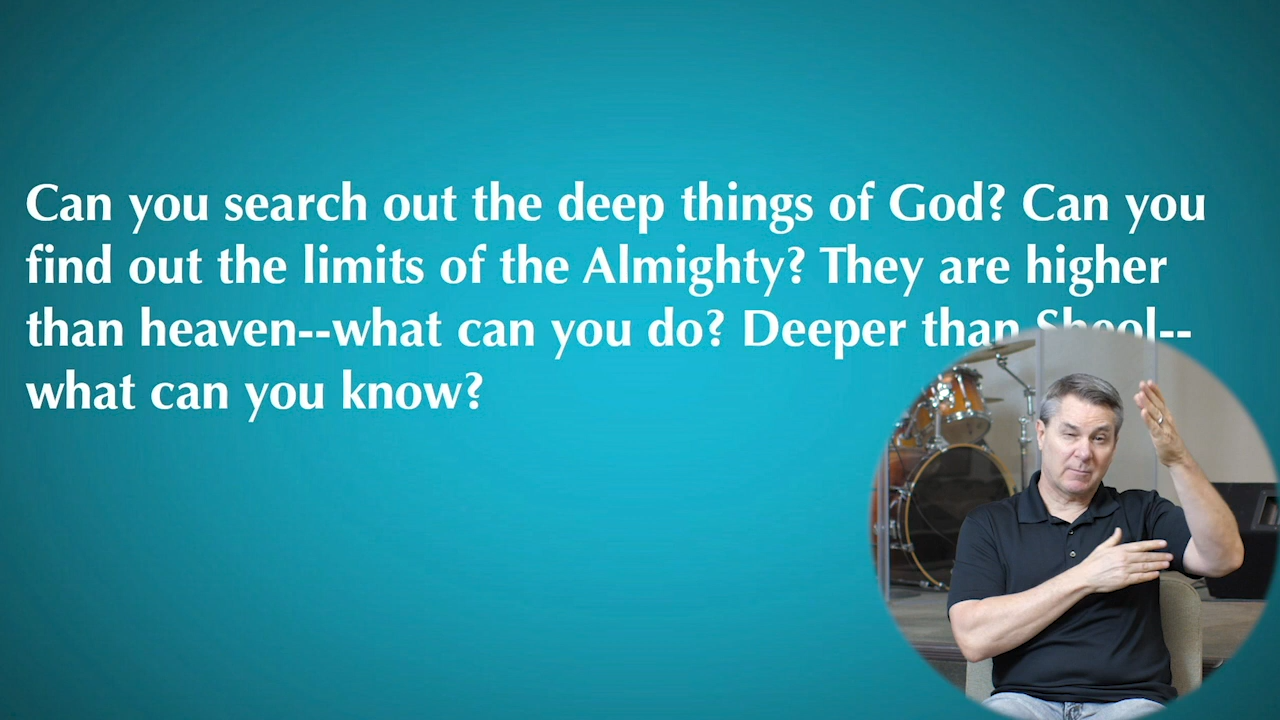 Can you search out the deep things of God? Can you
find out the limits of the Almighty? They are higher
than heaven--what can you do? Deeper than Sheol--
what can you know?